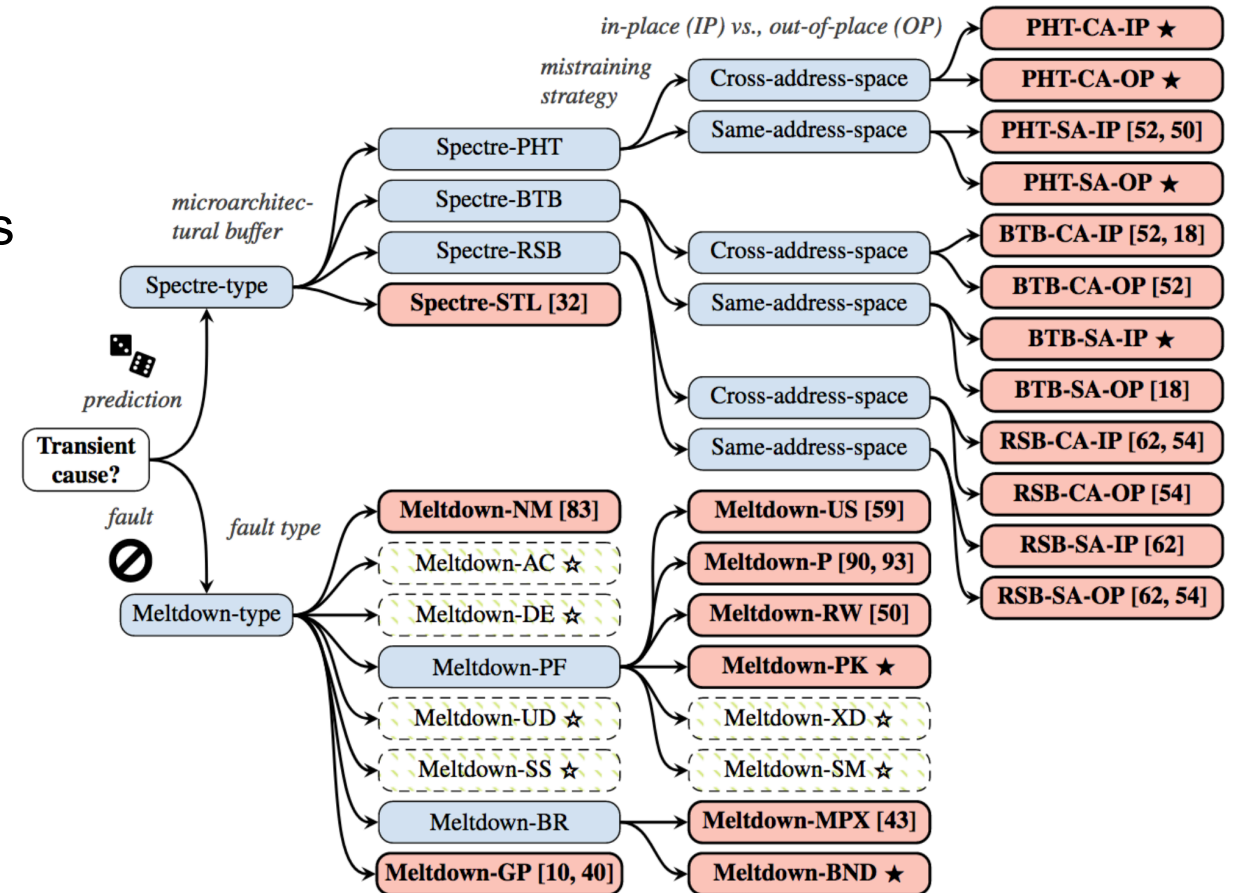 in-place (IP) vs., out-of-place (OP)
PHT-CA-IP ★
mistraining
strategy
Cross-address-space
PHT-CA-OP ★
Same-address-space
PHT-SA-IP [52, 50]
Spectre-PHT
PHT-SA-OP ★
microarchitec-
tural buffer
Spectre-BTB
s
Spectre-RSB
Cross-address-space
BTB-CA-IP [52, 18]
BTB-CA-OP [52]
Spectre-type
Spectre-STL [32]
Same-address-space
BTB-SA-IP ★
BTB-SA-OP [18]
prediction
Cross-address-space
RSB-CA-IP [62, 54]
Transient
cause?
Same-address-space
RSB-CA-OP [54]
RSB-SA-IP [62]
RSB-SA-OP [62, 54]
fault
fault type
Meltdown-NM [83]
Meltdown-US [59]
Meltdown-AC ☆
Meltdown-P [90, 93]
Meltdown-type
Meltdown-DE ☆
Meltdown-RW [50]
Meltdown-PF
Meltdown-PK ★
Meltdown-UD ☆
Meltdown-XD ☆
Meltdown-SS ☆
Meltdown-SM ☆
Meltdown-BR
Meltdown-MPX [43]
Meltdown-GP [10, 40]
Meltdown-BND ★